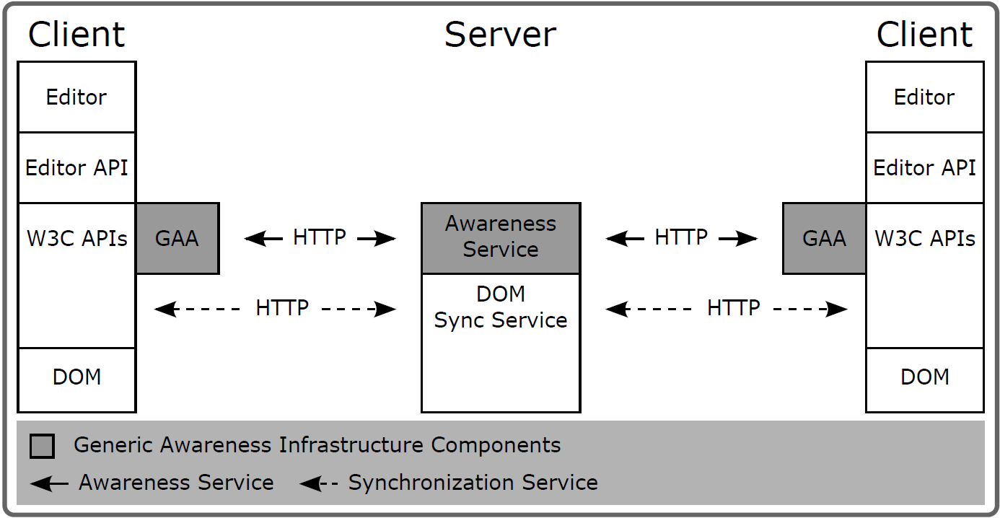 Client
Server
Client
Editor
Editor
Editor API
Editor API
W3C APIs
GAA
HTTP
Awareness
Service
HTTP
GAA
W3C APIs
HTTP
DOM
Sync Service
HTTP
DOM
DOM
Generic Awareness Infrastructure Components
Awareness Service
Synchronization Service